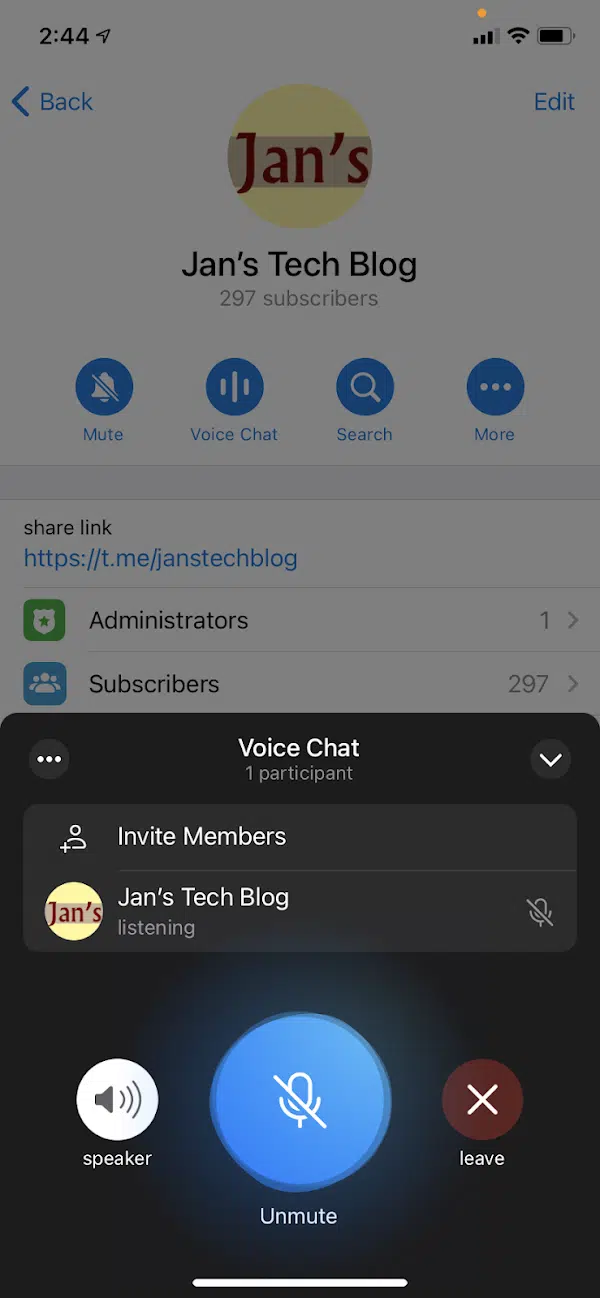 2:44
Back
Edit
Jan's
Jan's Tech Blog
297 subscribers
Mute
Voice Chat
Search
More
share link
https://t.me/janstechblog
Administrators 1
Subscribers 297
Voice Chat
1 participant
Invite Members
Jan's
Jan's Tech Blog
listening
speaker
leave
Unmute